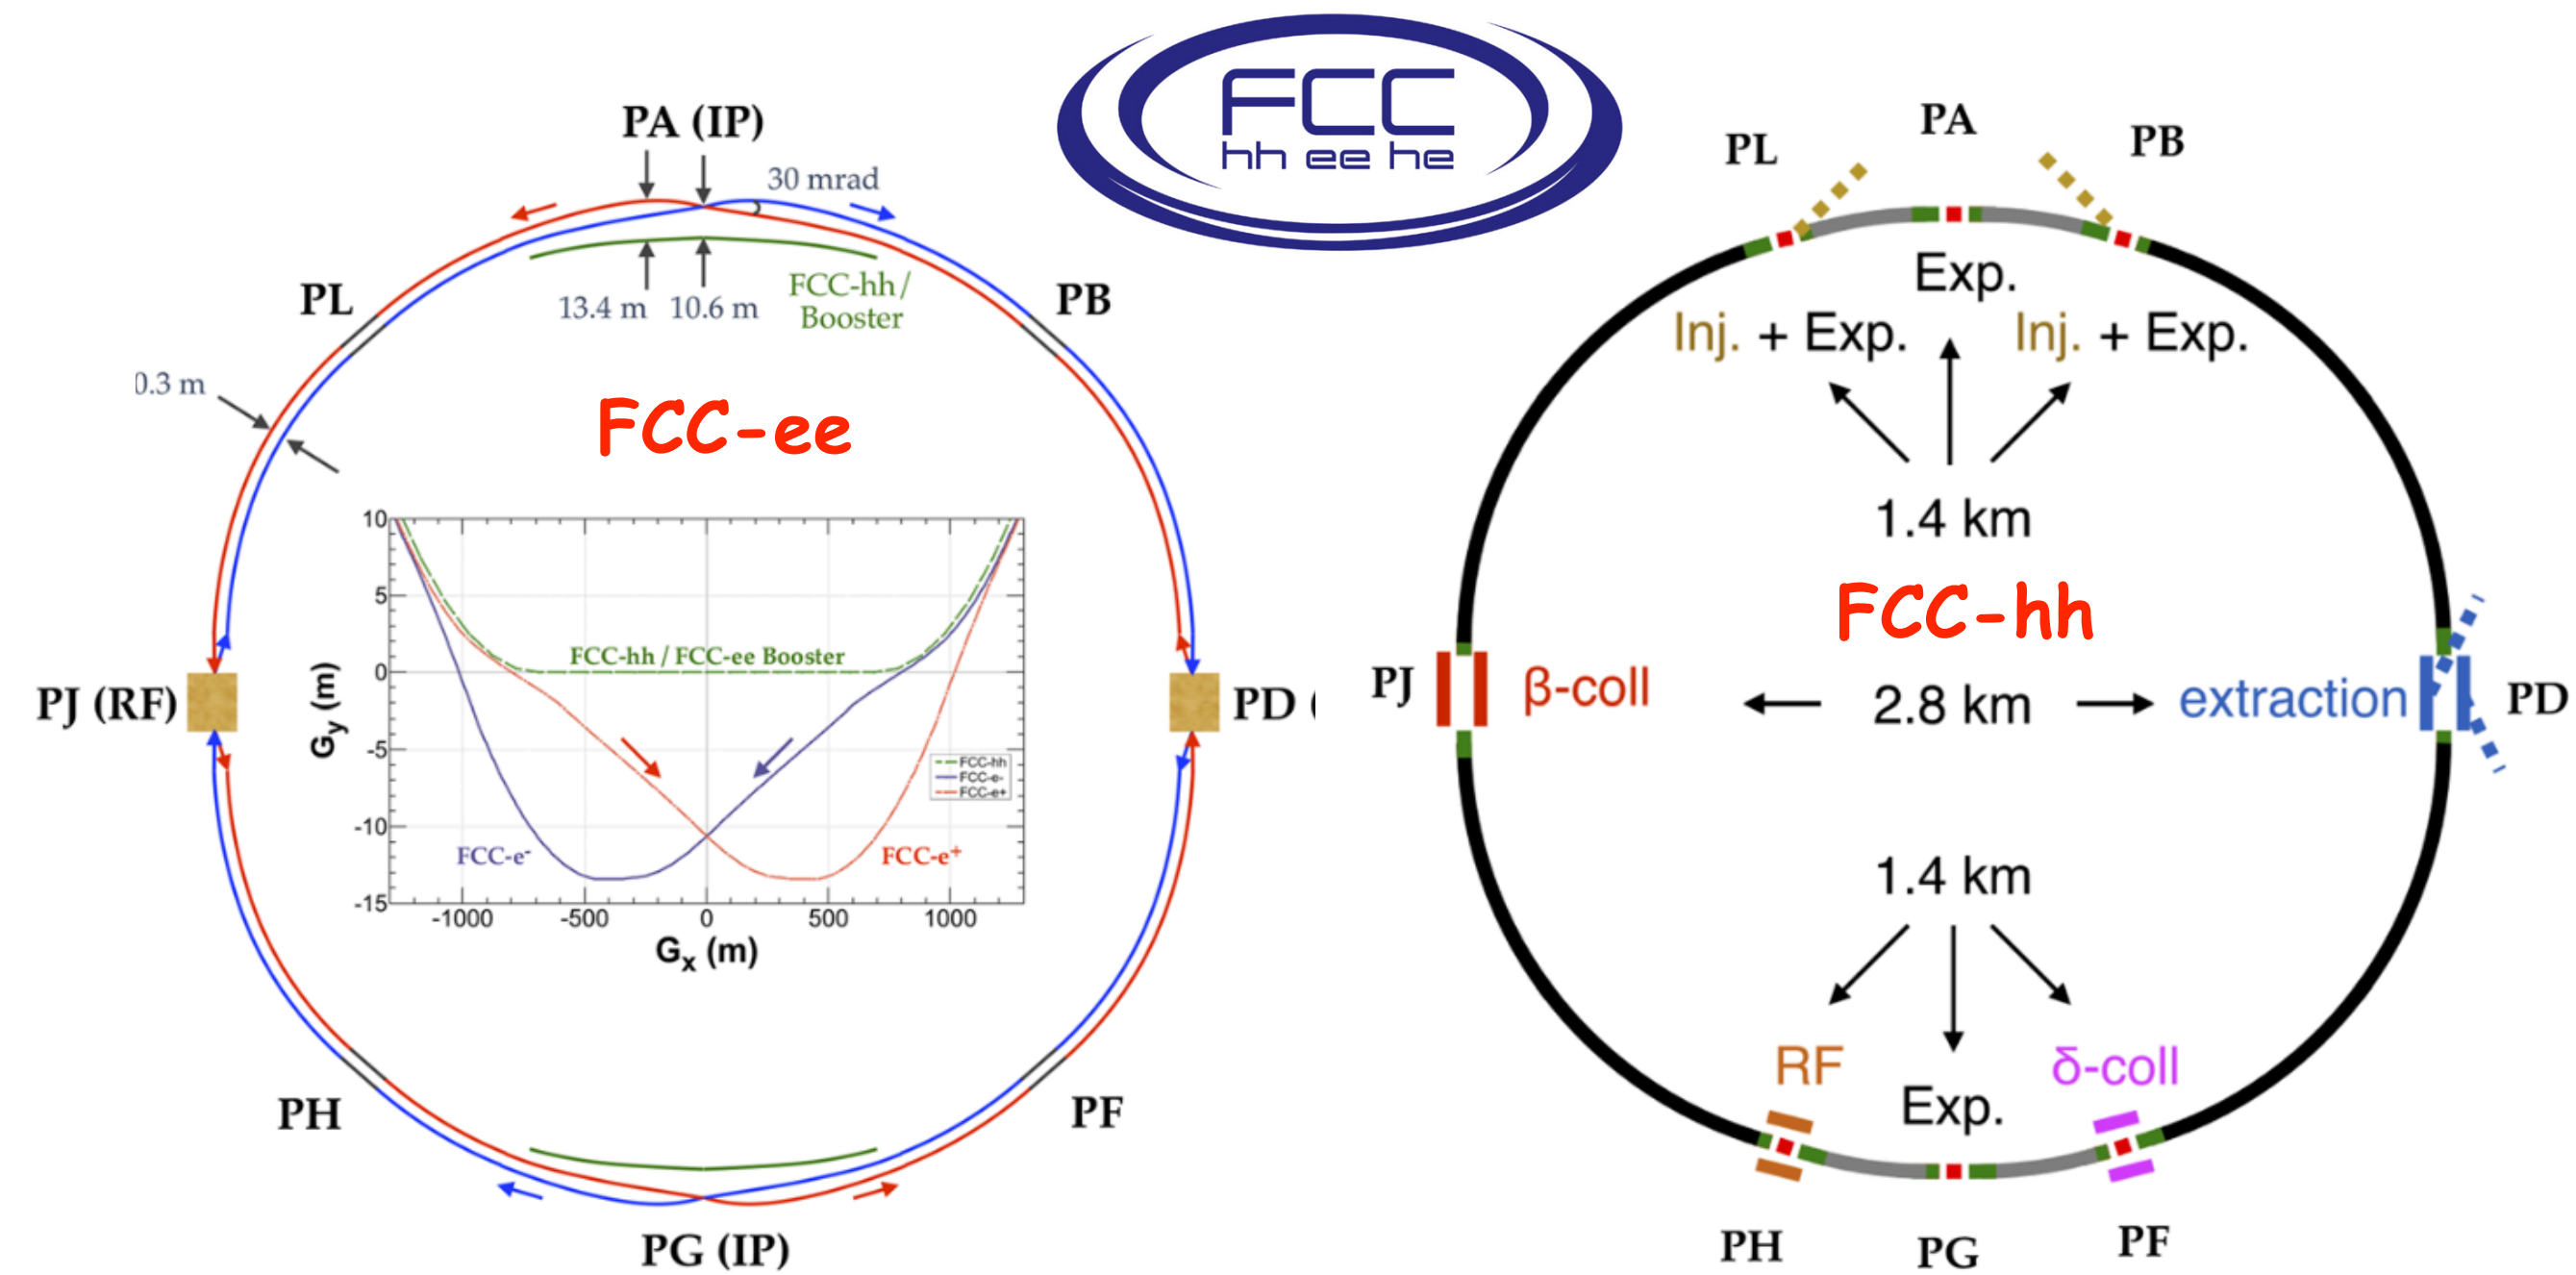 FCC
hh ee he
PA (IP)
30 mrad
13.4 m
10.6 m
FCC-hh /
Booster
PL
PB
0.3 m
FCC-ee
PJ (RF)
PD (
10
5
0
-5
-10
-15
Gy (m)
FCC-hh / FCC-ee Booster
FCC-hh
FCC-e-
FCC-e+
FCC-e-
FCC-e+
-1000
-500
0
500
1000
Gx (m)
PH
PF
PG (IP)
PL
PA
PB
Exp.
Inj. + Exp.
Inj. + Exp.
1.4 km
FCC-hh
PJ
β-coll
2.8 km
extraction
PD
1.4 km
RF
δ-coll
Exp.
PH
PG
PF